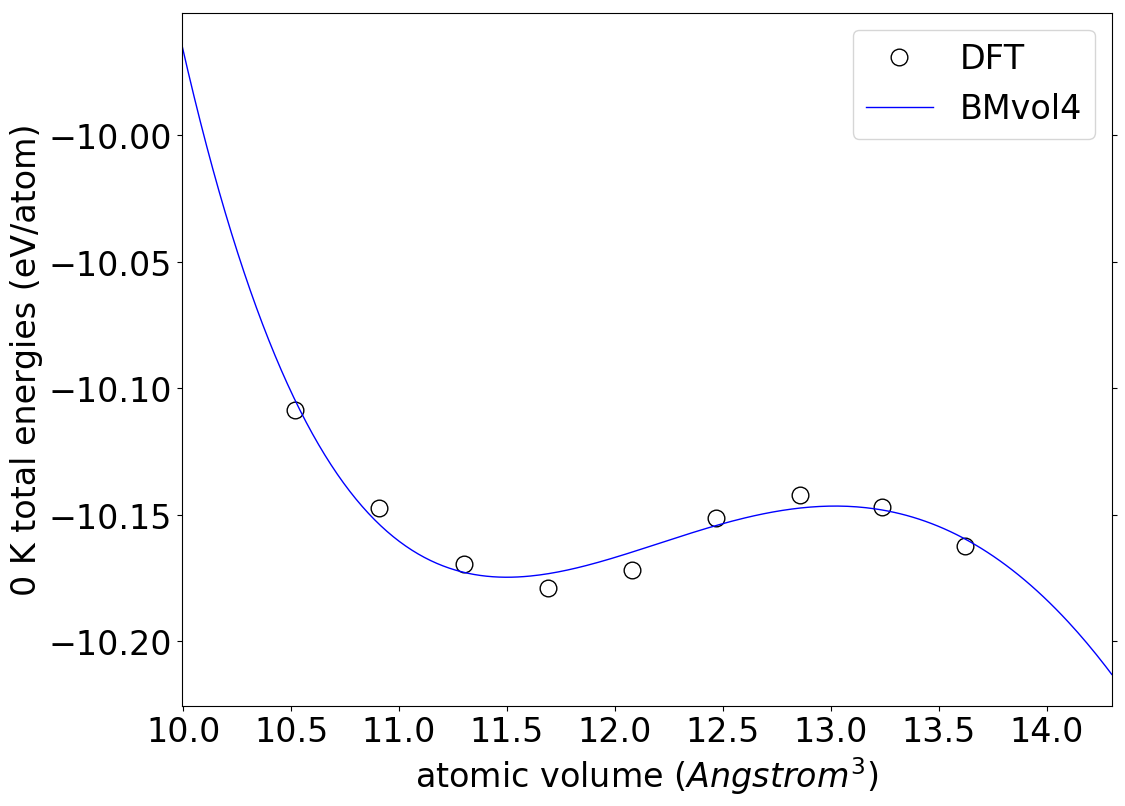 DFT
BMvol4
0 K total energies (eV/atom)
−10.00
−10.05
−10.10
−10.15
−10.20
10.0 10.5 11.0 11.5 12.0 12.5 13.0 13.5 14.0
atomic volume (Angstrom³)